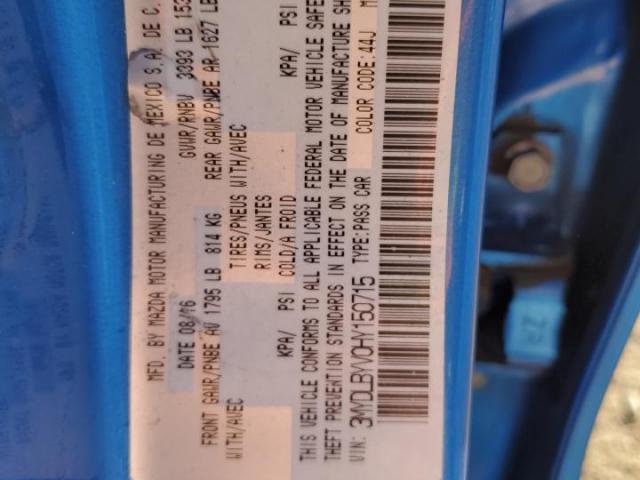 MFD. BY MAZDA MOTOR MANUFACTURING DE MEXICO S.A. DE C.
DATE 08/16 GVWR/RNBV 3393 LB 153
FRONT GAWR/PNBE AV 1795 LB 814 KG REAR GAWR/PNBE AR 1627 LB
WITH/AVEC TIRES/PNEUS WITH/AVEC
RIMS/JANTES
KPA/ PSI COLD/A FROID KPA/ PSI
THIS VEHICLE CONFORMS TO ALL APPLICABLE FEDERAL MOTOR VEHICLE SAFE
THEFT PREVENTION STANDARDS IN EFFECT ON THE DATE OF MANUFACTURE SH
VIN: 3MYDLBYV0HY150715 TYPE:PASS CAR COLOR CODE:44J